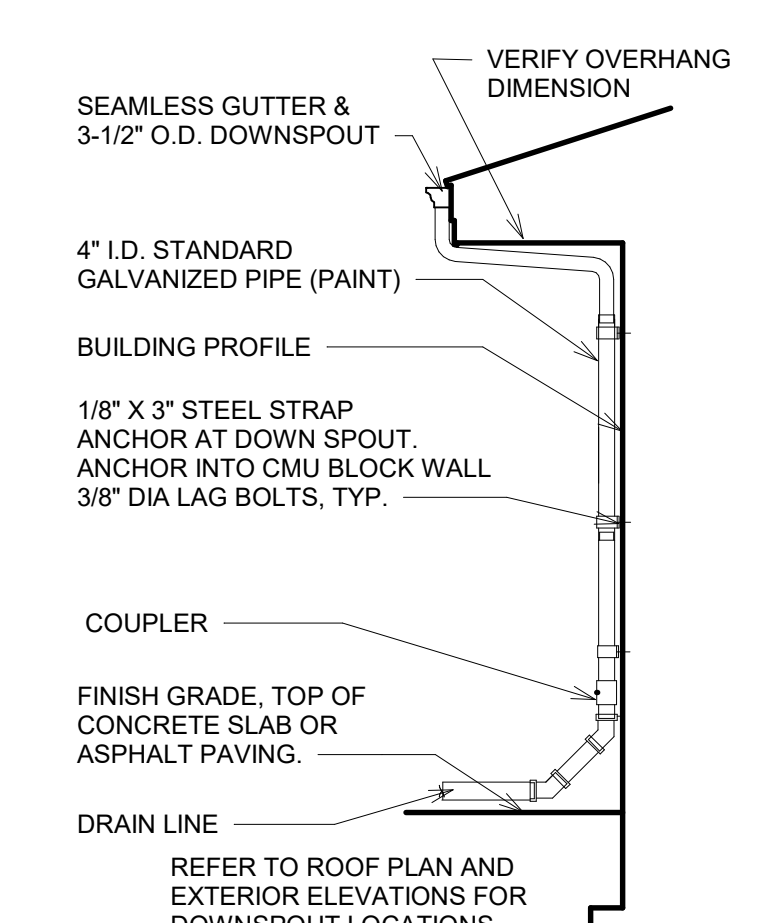 VERIFY OVERHANG
DIMENSION
SEAMLESS GUTTER &
3-1/2" O.D. DOWNSPOUT
4" I.D. STANDARD
GALVANIZED PIPE (PAINT)
BUILDING PROFILE
1/8" X 3" STEEL STRAP
ANCHOR AT DOWN SPOUT.
ANCHOR INTO CMU BLOCK WALL
3/8" DIA LAG BOLTS, TYP.
COUPLER
FINISH GRADE, TOP OF
CONCRETE SLAB OR
ASPHALT PAVING.
DRAIN LINE
REFER TO ROOF PLAN AND
EXTERIOR ELEVATIONS FOR
DOWNSPOUT LOCATIONS